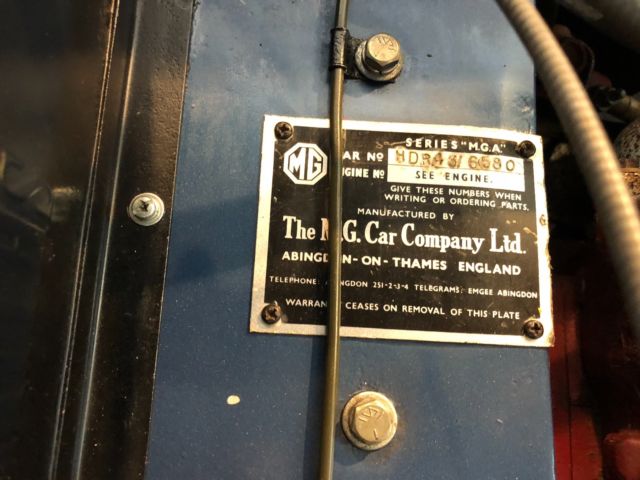 SERIES "M.G.A."
MG
CAR No HDR43/6580
ENGINE No SEE ENGINE.
GIVE THESE NUMBERS WHEN
WRITING OR ORDERING PARTS.
MANUFACTURED BY
The M.G. Car Company Ltd.
ABINGDON-ON-THAMES ENGLAND
TELEPHONE: ABINGDON 251-2-3-4 TELEGRAMS: EMGEE ABINGDON
WARRANTY CEASES ON REMOVAL OF THIS PLATE